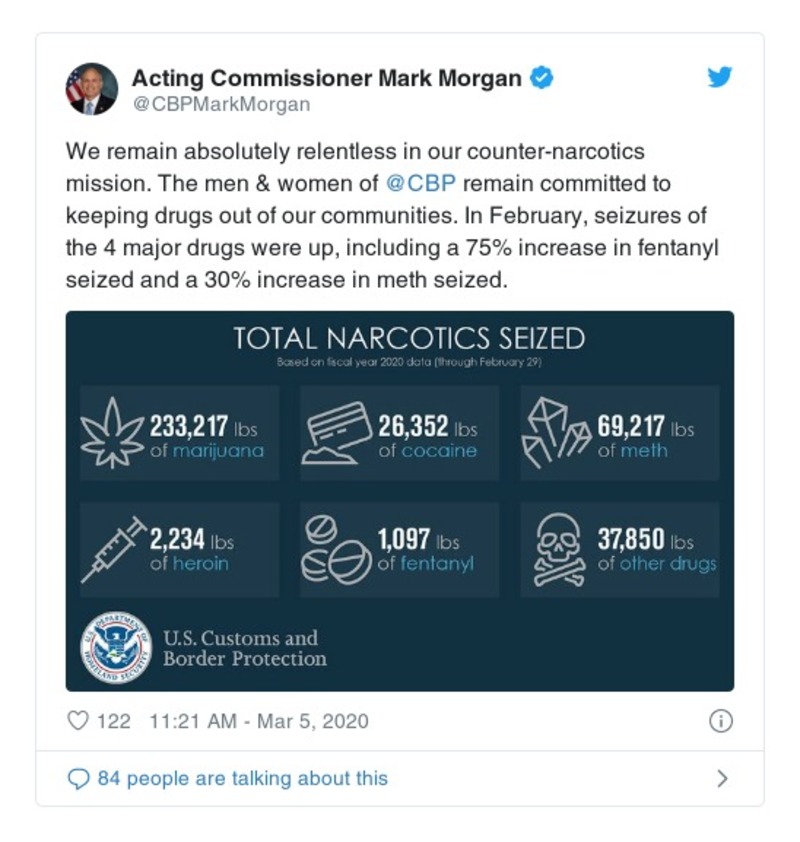 Acting Commissioner Mark Morgan
@CBPMarkMorgan
We remain absolutely relentless in our counter-narcotics
mission. The men & women of @CBP remain committed to
keeping drugs out of our communities. In February, seizures of
the 4 major drugs were up, including a 75% increase in fentanyl
seized and a 30% increase in meth seized.
TOTAL NARCOTICS SEIZED
Based on fiscal year 2020 data (through February 29)
233,217 lbs
of marijuana
26,352 lbs
of cocaine
69,217 lbs
of meth
2,234 lbs
of heroin
1,097 lbs
of fentanyl
37,850 lbs
of other drugs
U.S. DEPARTMENT OF
HOMELAND SECURITY
U.S. Customs and
Border Protection
122 11:21 AM - Mar 5, 2020
84 people are talking about this